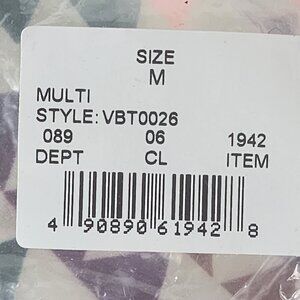 SIZE
M
MULTI
STYLE: VBT0026
089 06 1942
DEPT CL ITEM
4 90890 61942 8